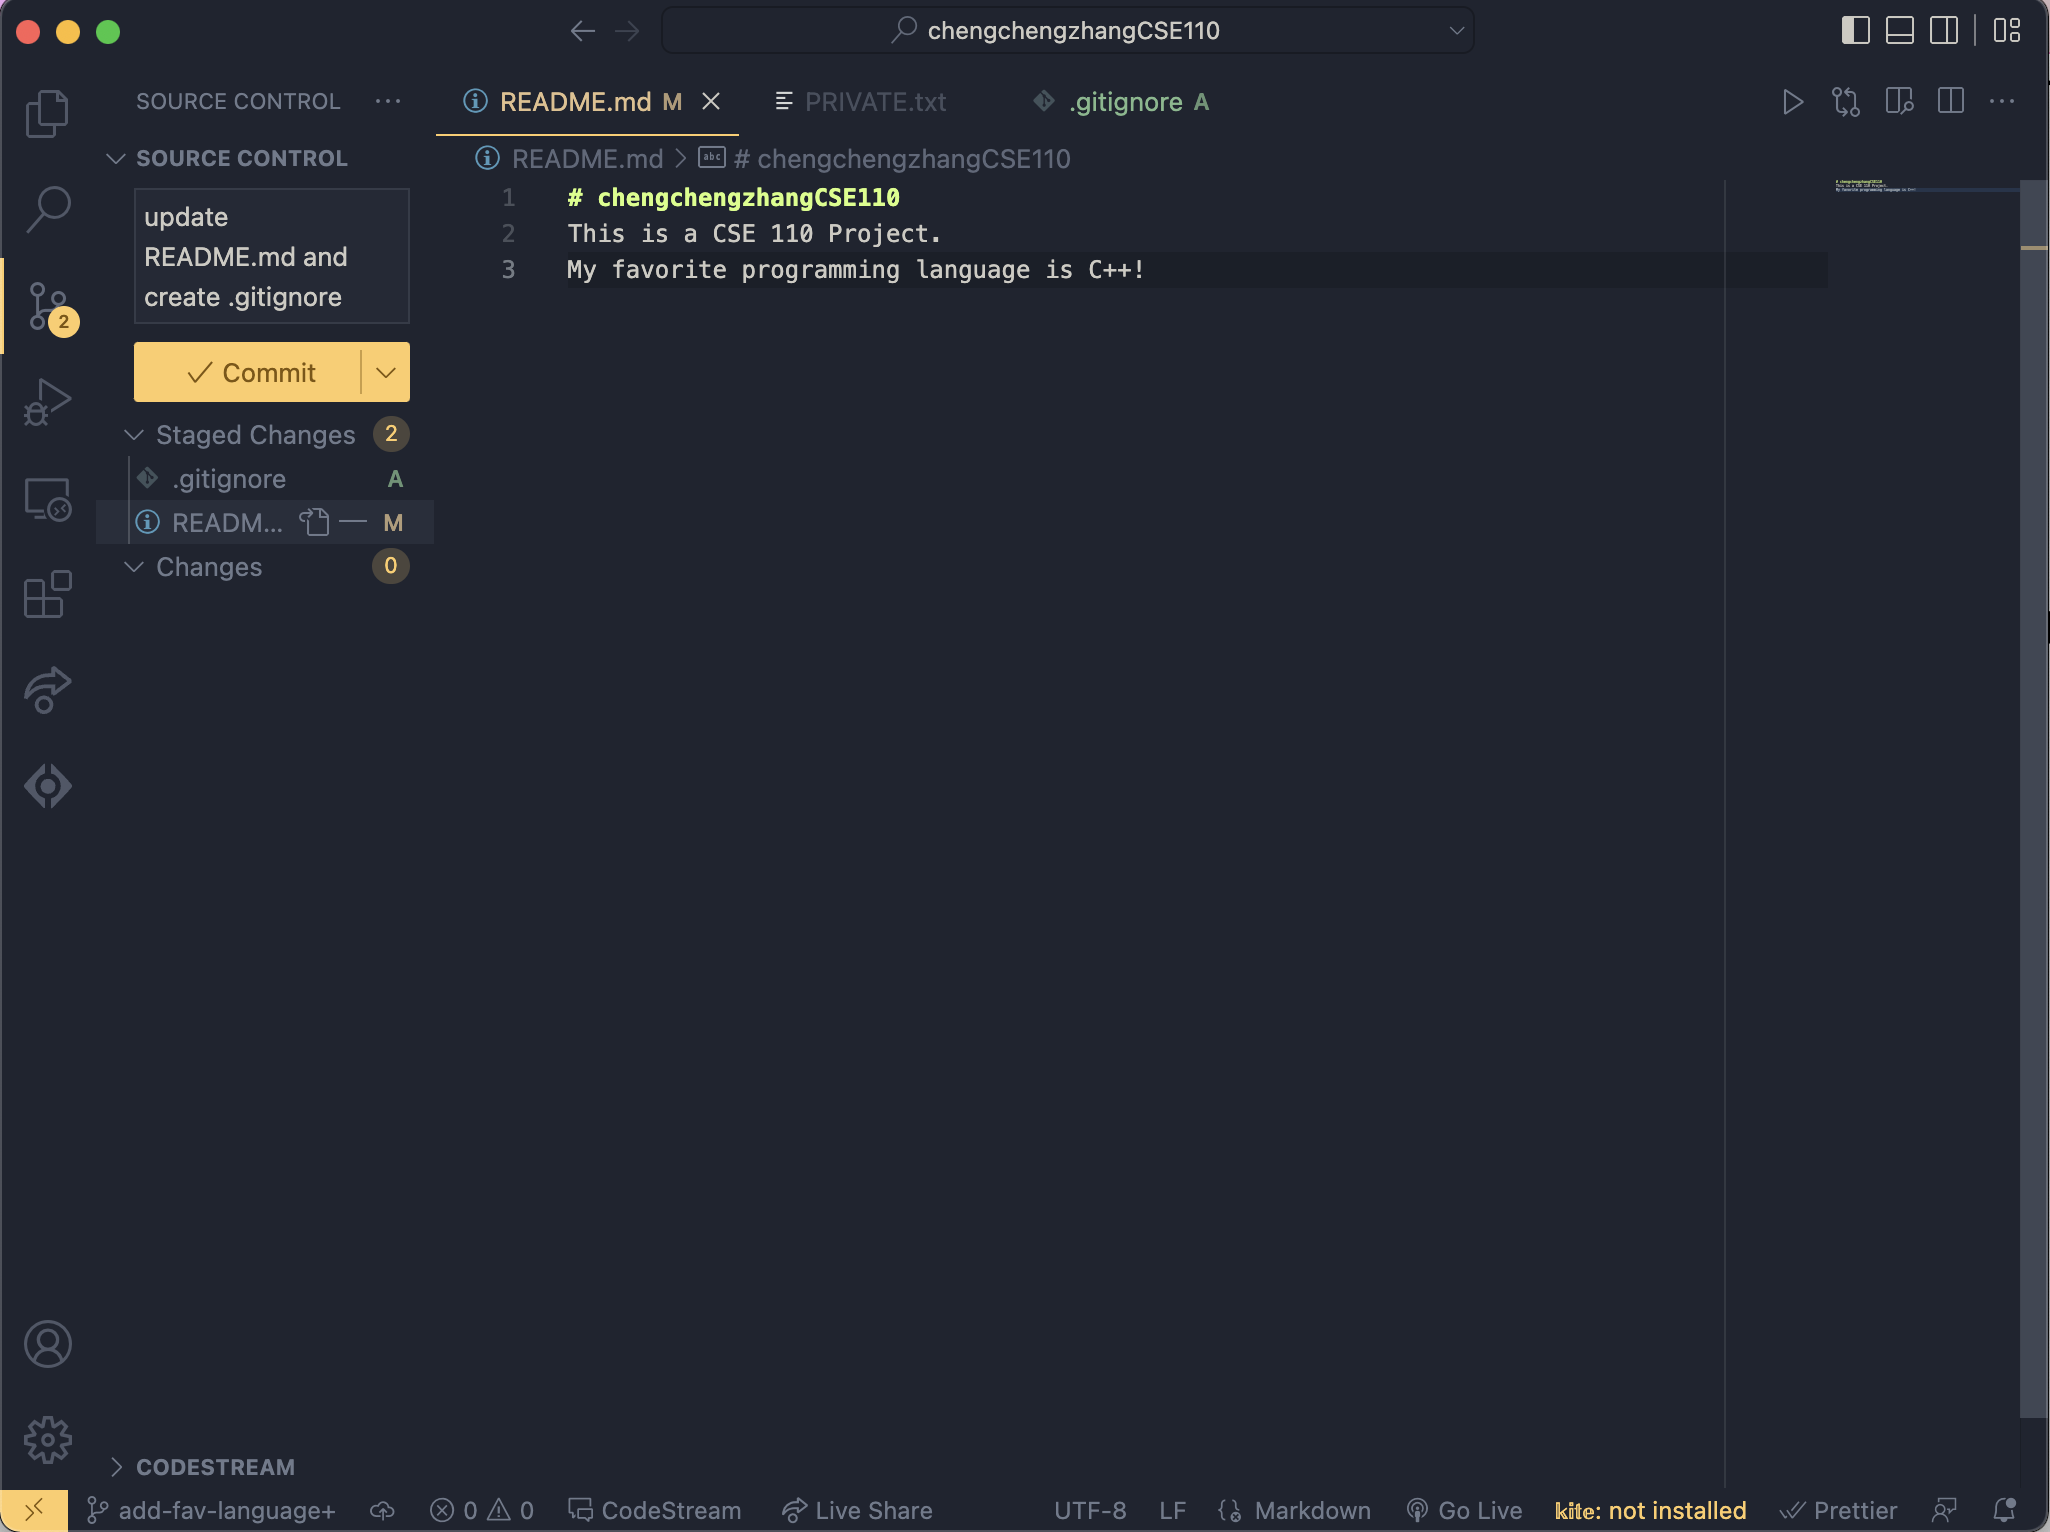 chengchengzhangCSE110
SOURCE CONTROL
README.md M
PRIVATE.txt
.gitignore A
SOURCE CONTROL
README.md > # chengchengzhangCSE110
update
README.md and
create .gitignore
Commit
Staged Changes 2
.gitignore A
READM... M
Changes 0
1 # chengchengzhangCSE110
2 This is a CSE 110 Project.
3 My favorite programming language is C++!
2
CODESTREAM
add-fav-language+ 0 0 CodeStream Live Share UTF-8 LF Markdown Go Live kite: not installed Prettier